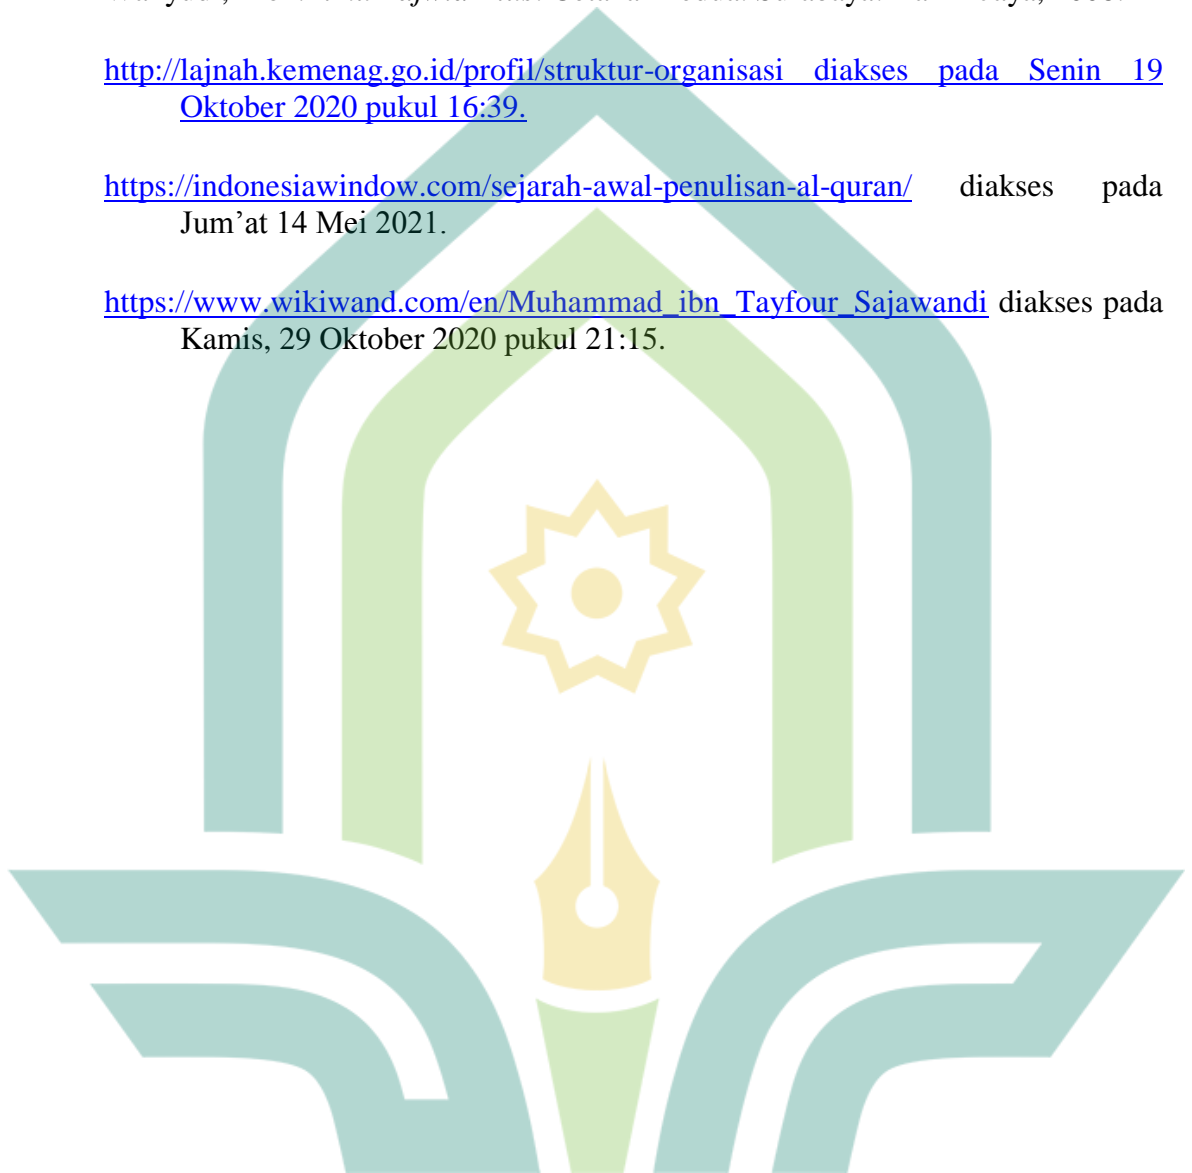 http://lajnah.kemenag.go.id/profil/struktur-organisasi diakses pada Senin 19
Oktober 2020 pukul 16:39.
https://indonesiawindow.com/sejarah-awal-penulisan-al-quran/ diakses pada
Jum’at 14 Mei 2021.
https://www.wikiwand.com/en/Muhammad_ibn_Tayfour_Sajawandi diakses pada
Kamis, 29 Oktober 2020 pukul 21:15.